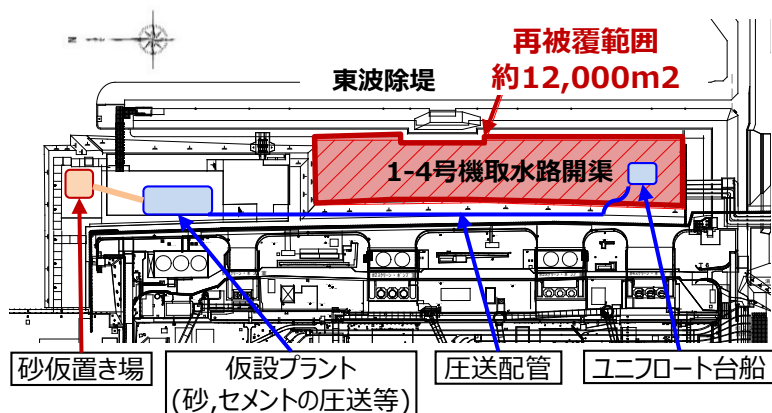 N
再被覆範囲
約12,000m2
東波除堤
1-4号機取水路開渠
砂仮置き場
仮設プラント
(砂,セメントの圧送等)
圧送配管
ユニフロート台船